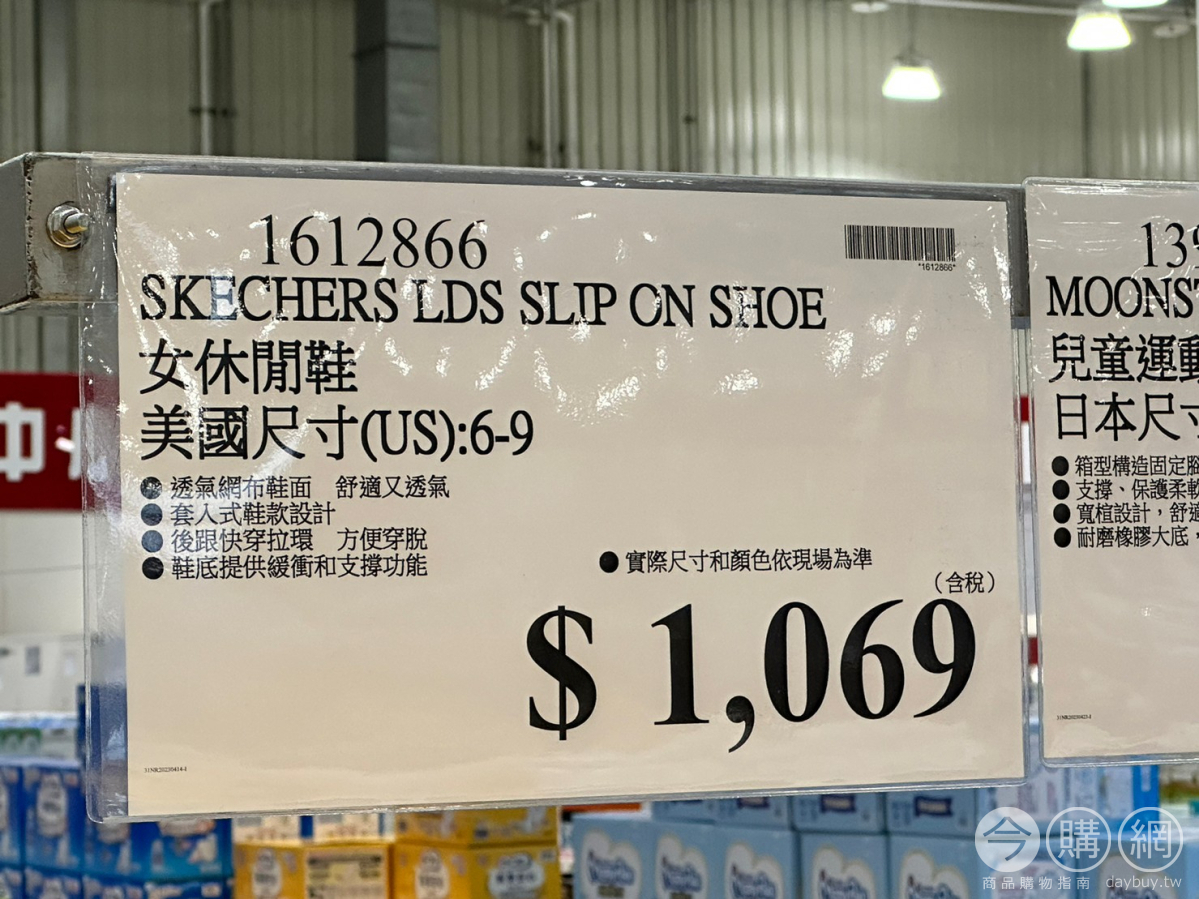 1612866
*1612866*
SKECHERS LDS SLIP ON SHOE
女休閒鞋
美國尺寸(US):6-9
● 透氣網布鞋面　舒適又透氣
● 套入式鞋款設計
● 後跟快穿拉環　方便穿脫
● 鞋底提供緩衝和支撐功能
● 實際尺寸和顏色依現場為準
（含稅）
$ 1,069
139
MOONST
兒童運動
日本尺寸
● 箱型構造固定腳
● 支撐、保護柔軟
● 寬楦設計，舒適
● 耐磨橡膠大底，
中
今購網
商品購物指南 daybuy.tw